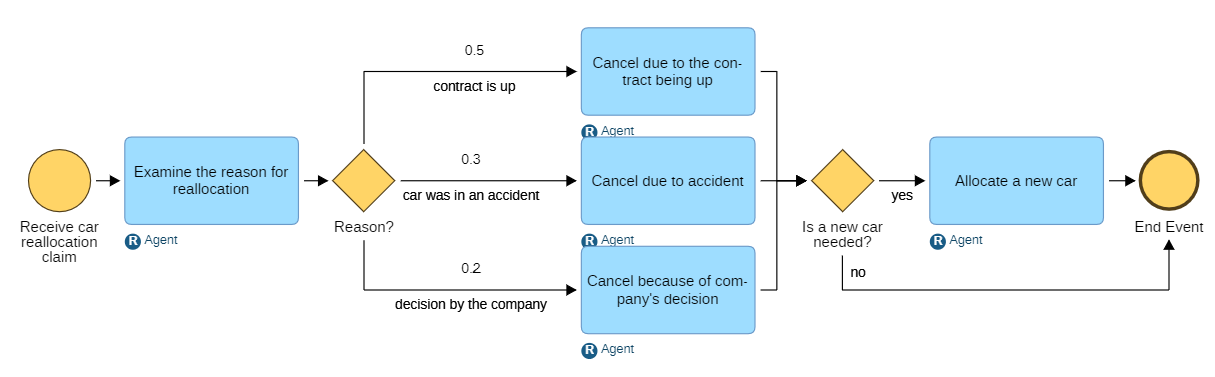 Receive car
reallocation
claim
Examine the reason for
reallocation
R Agent
Reason?
0.5
contract is up
0.3
car was in an accident
0.2
decision by the company
Cancel due to the con-
tract being up
R Agent
Cancel due to accident
R Agent
Cancel because of com-
pany's decision
R Agent
Is a new car
needed?
yes
no
Allocate a new car
R Agent
End Event